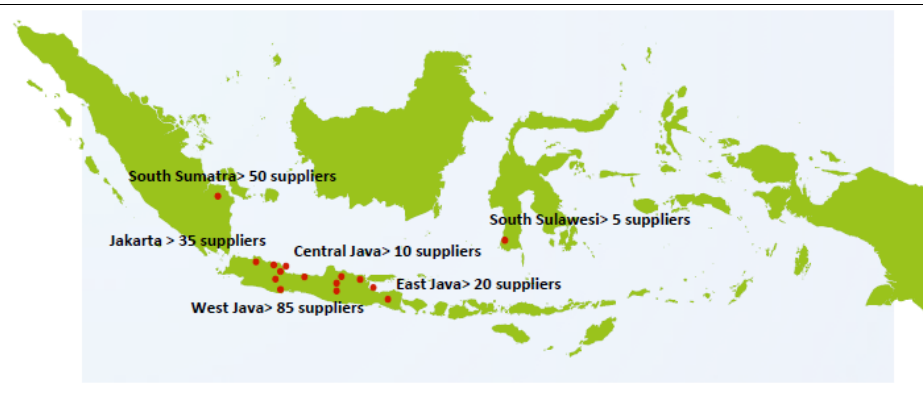 South Sumatra> 50 suppliers
South Sulawesi> 5 suppliers
Jakarta > 35 suppliers
Central Java> 10 suppliers
East Java> 20 suppliers
West Java> 85 suppliers